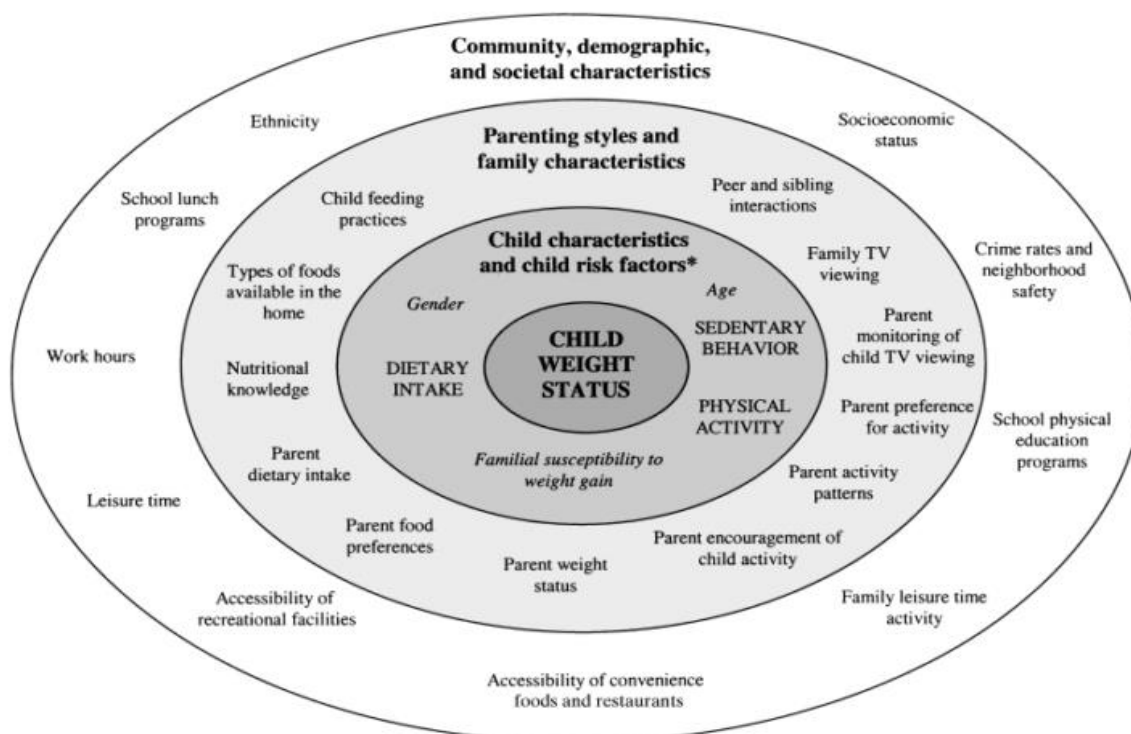 Community, demographic,
and societal characteristics
Ethnicity
Socioeconomic
status
Parenting styles and
family characteristics
School lunch
programs
Child feeding
practices
Peer and sibling
interactions
Child characteristics
and child risk factors*
Family TV
viewing
Crime rates and
neighborhood
safety
Types of foods
available in the
home
Gender
Age
Work hours
Nutritional
knowledge
DIETARY
INTAKE
CHILD
WEIGHT
STATUS
SEDENTARY
BEHAVIOR
Parent
monitoring of
child TV viewing
PHYSICAL
ACTIVITY
Parent preference
for activity
School physical
education
programs
Parent
dietary intake
Familial susceptibility to
weight gain
Parent activity
patterns
Leisure time
Parent food
preferences
Parent weight
status
Parent encouragement of
child activity
Accessibility of
recreational facilities
Family leisure time
activity
Accessibility of convenience
foods and restaurants